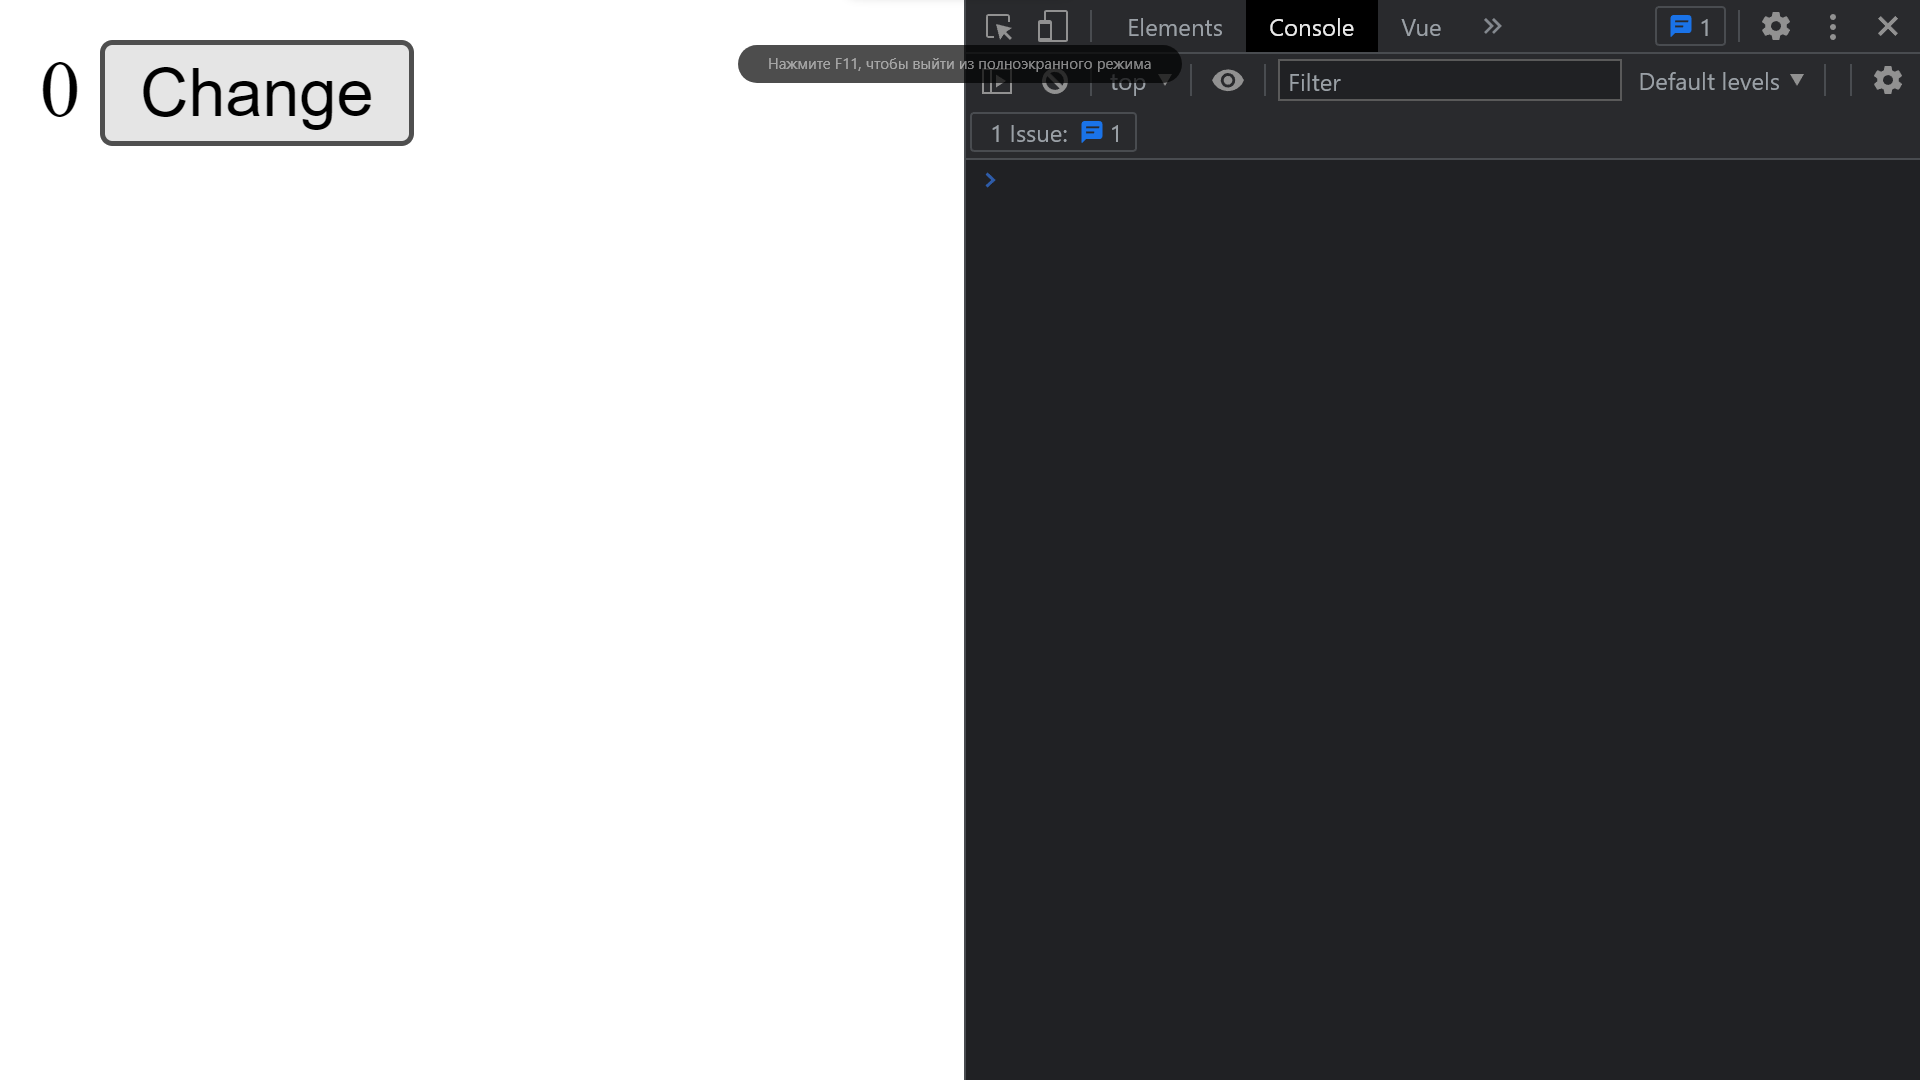 0 Change
Нажмите F11, чтобы выйти из полноэкранного режима
Elements Console Vue 1
top Filter Default levels
1 Issue: 1